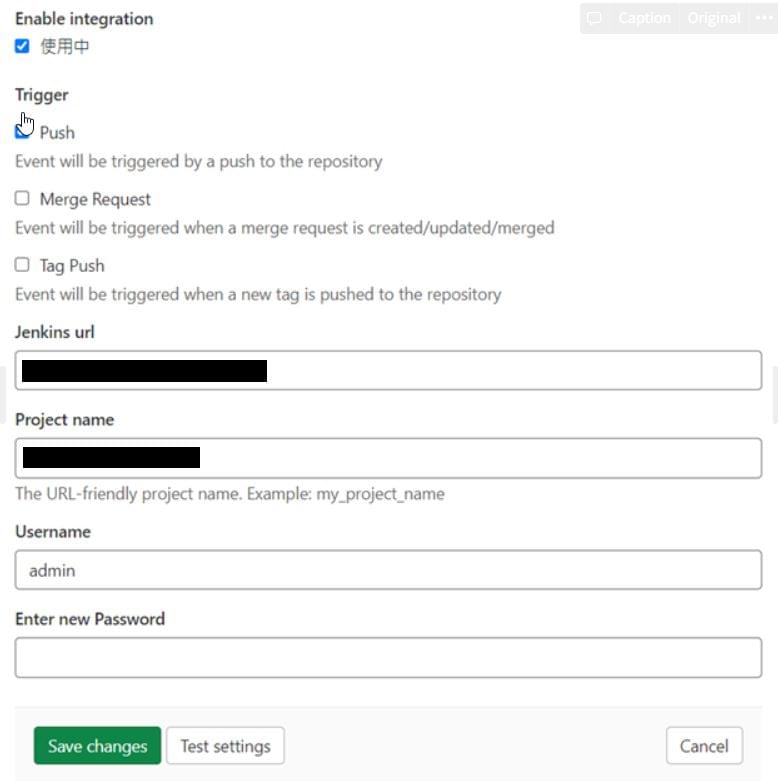 Enable integration
Caption Original
使用中
Trigger
Push
Event will be triggered by a push to the repository
Merge Request
Event will be triggered when a merge request is created/updated/merged
Tag Push
Event will be triggered when a new tag is pushed to the repository
Jenkins url
Project name
The URL-friendly project name. Example: my_project_name
Username
admin
Enter new Password
Save changes Test settings Cancel